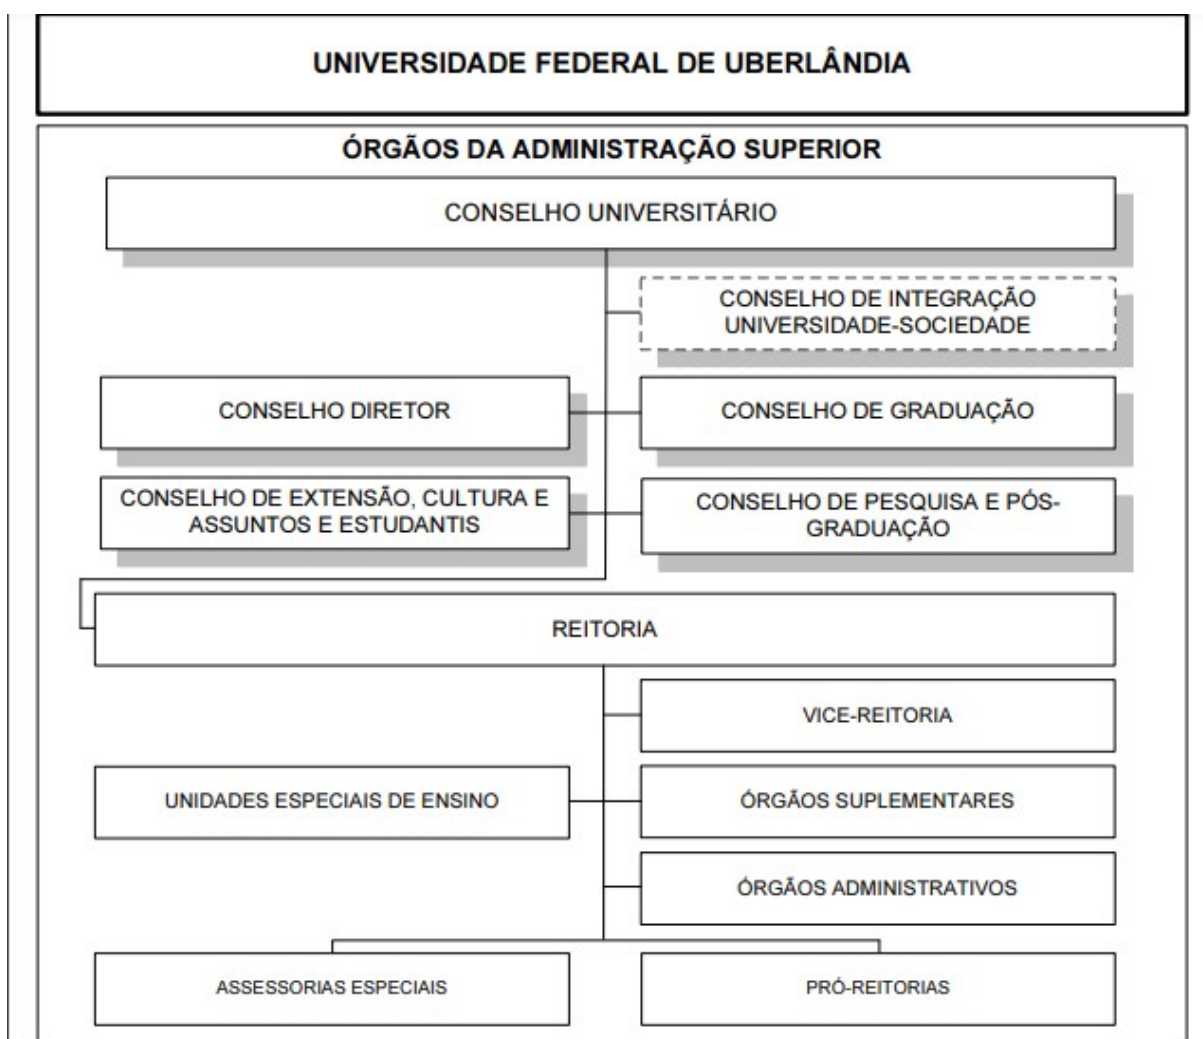 UNIVERSIDADE FEDERAL DE UBERLÂNDIA
ÓRGÃOS DA ADMINISTRAÇÃO SUPERIOR
CONSELHO UNIVERSITÁRIO
CONSELHO DE INTEGRAÇÃO
UNIVERSIDADE-SOCIEDADE
CONSELHO DIRETOR
CONSELHO DE GRADUAÇÃO
CONSELHO DE EXTENSÃO, CULTURA E
ASSUNTOS E ESTUDANTIS
CONSELHO DE PESQUISA E PÓS-
GRADUAÇÃO
REITORIA
VICE-REITORIA
UNIDADES ESPECIAIS DE ENSINO
ÓRGÃOS SUPLEMENTARES
ÓRGÃOS ADMINISTRATIVOS
ASSESSORIAS ESPECIAIS
PRÓ-REITORIAS